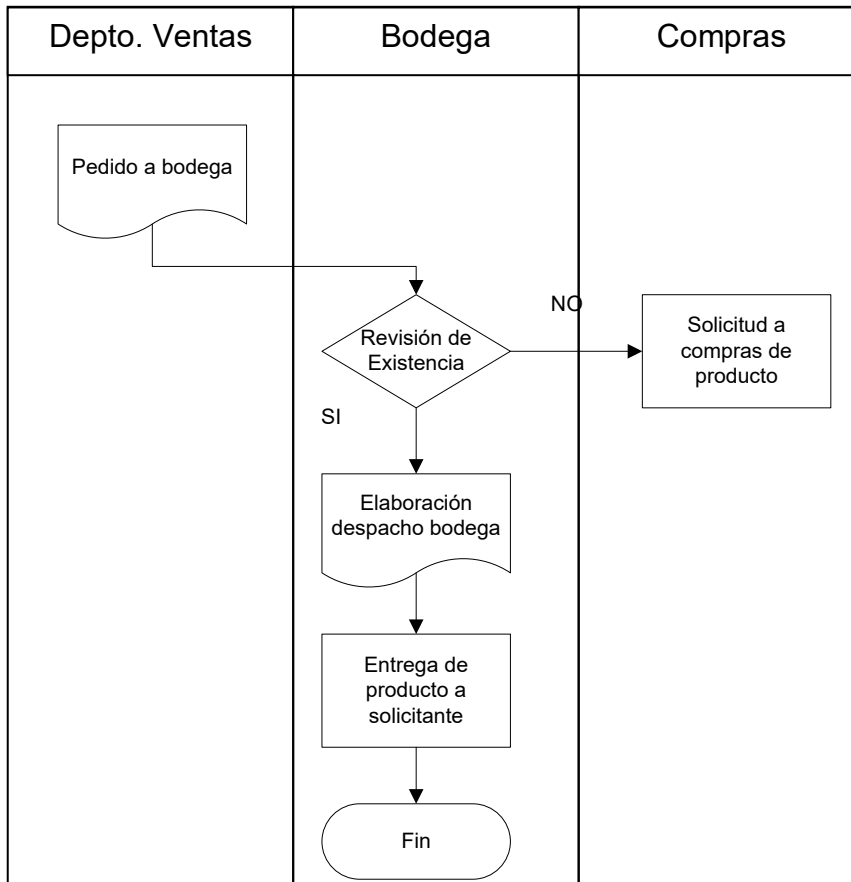 Depto. Ventas
Bodega
Compras
Pedido a bodega
NO
Revisión de
Existencia
Solicitud a
compras de
producto
SI
Elaboración
despacho bodega
Entrega de
producto a
solicitante
Fin